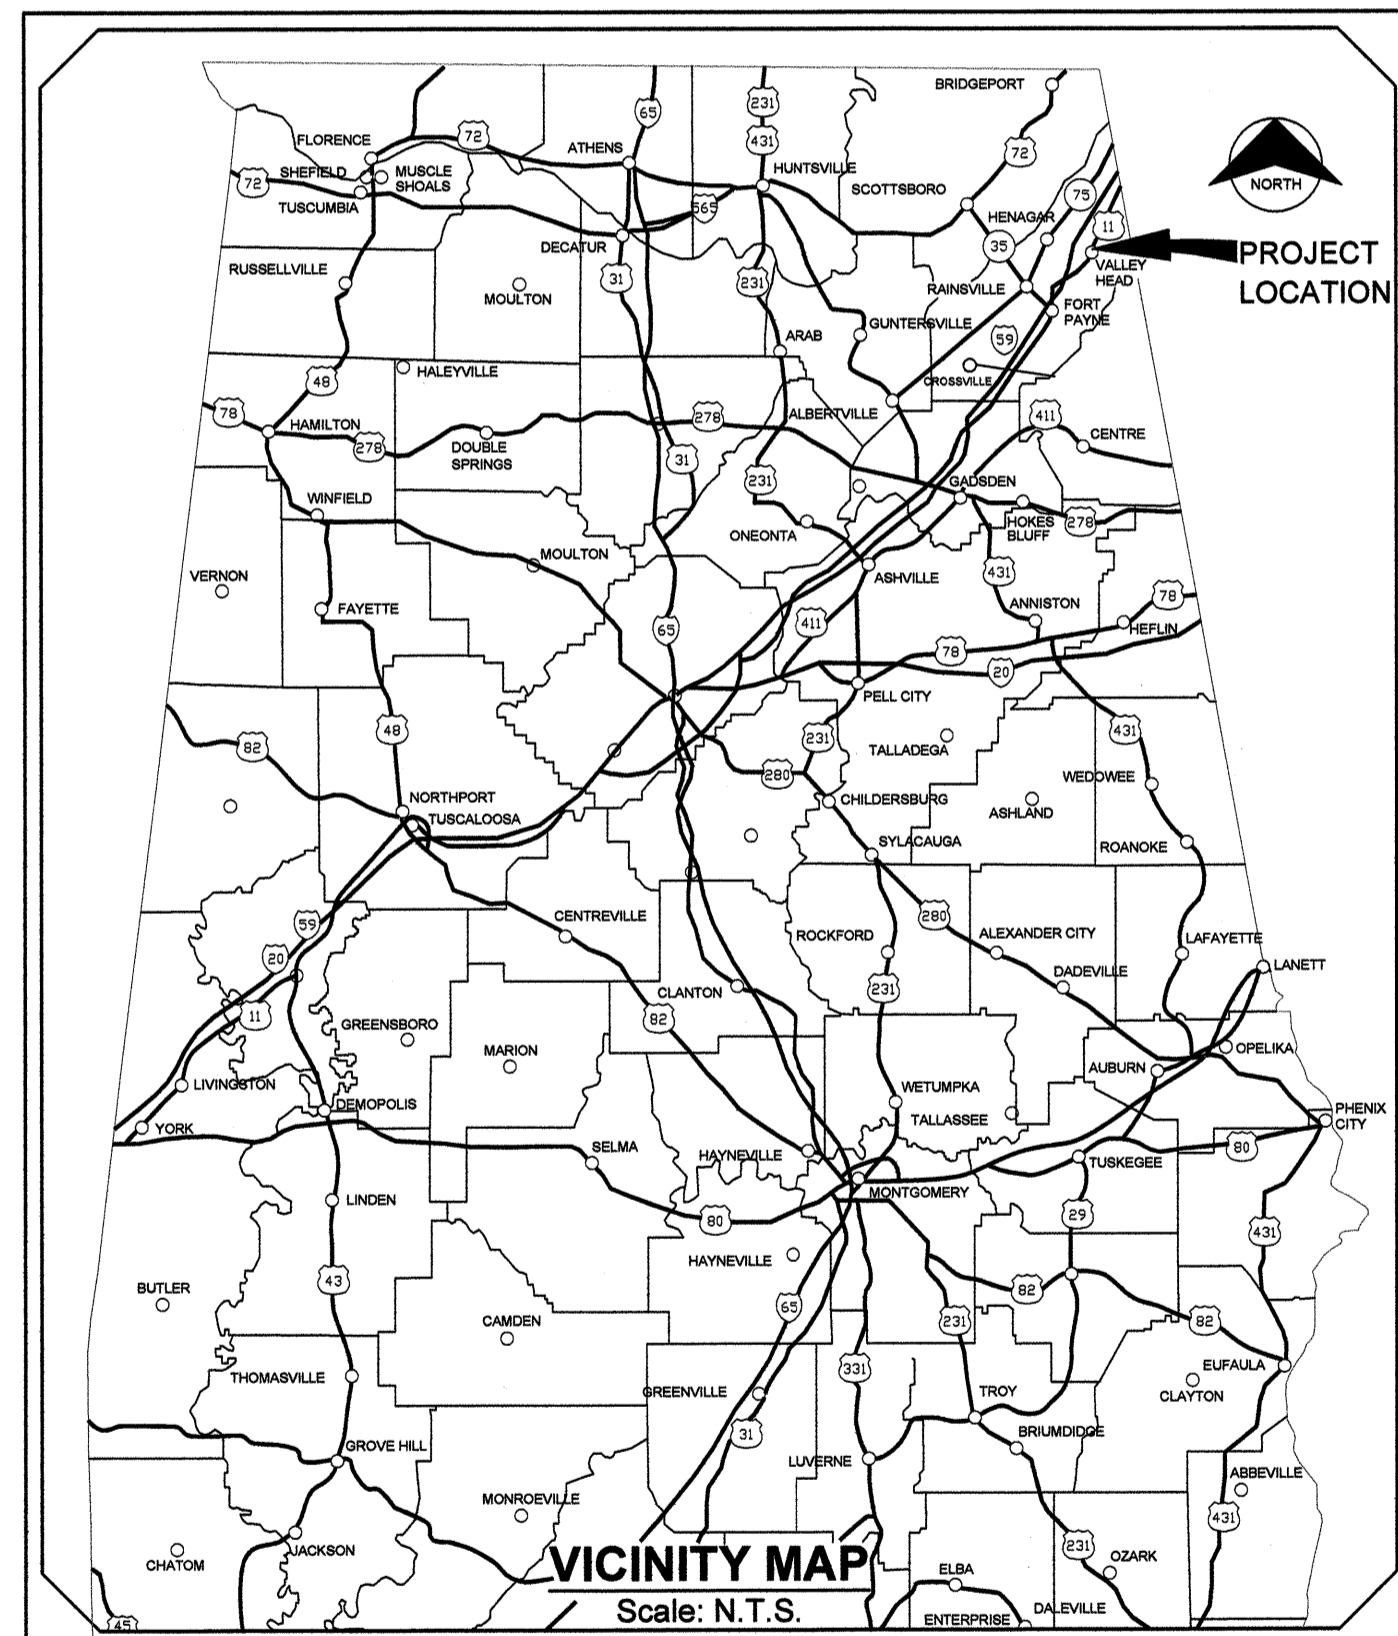 BRIDGEPORT
65
231
FLORENCE
72
ATHENS
431
72
SHEFIELD
MUSCLE
SHOALS
HUNTSVILLE
SCOTTSBORO
75
NORTH
72
TUSCUMBIA
565
HENAGAR
11
DECATUR
35
PROJECT
LOCATION
VALLEY
HEAD
RUSSELLVILLE
31
231
MOULTON
RAINSVILLE
FORT
PAYNE
GUNTERSVILLE
ARAB
59
HALEYVILLE
48
CROSSVILLE
78
HAMILTON
278
ALBERTVILLE
411
278
DOUBLE
SPRINGS
CENTRE
31
231
GADSDEN
WINFIELD
HOKES
BLUFF
278
ONEONTA
MOULTON
ASHVILLE
431
VERNON
FAYETTE
ANNISTON
78
65
411
HEFLIN
78
20
PELL CITY
48
82
231
TALLADEGA
431
280
WEDOWEE
NORTHPORT
CHILDERSBURG
ASHLAND
TUSCALOOSA
SYLACAUGA
ROANOKE
59
CENTREVILLE
280
20
ROCKFORD
ALEXANDER CITY
LAFAYETTE
DADEVILLE
LANETT
CLANTON
231
11
GREENSBORO
82
MARION
OPELIKA
AUBURN
LIVINGSTON
WETUMPKA
DEMOPOLIS
TALLASSEE
PHENIX
CITY
YORK
SELMA
HAYNEVILLE
80
TUSKEGEE
LINDEN
MONTGOMERY
80
29
431
HAYNEVILLE
43
BUTLER
65
82
CAMDEN
231
82
THOMASVILLE
331
EUFAULA
GREENVILLE
TROY
CLAYTON
31
BRIUMDIDGE
GROVE HILL
LUVERNE
ABBEVILLE
MONROEVILLE
431
JACKSON
231
CHATOM
VICINITY MAP
OZARK
ELBA
Scale: N.T.S.
DALEVILLE
ENTERPRISE
45